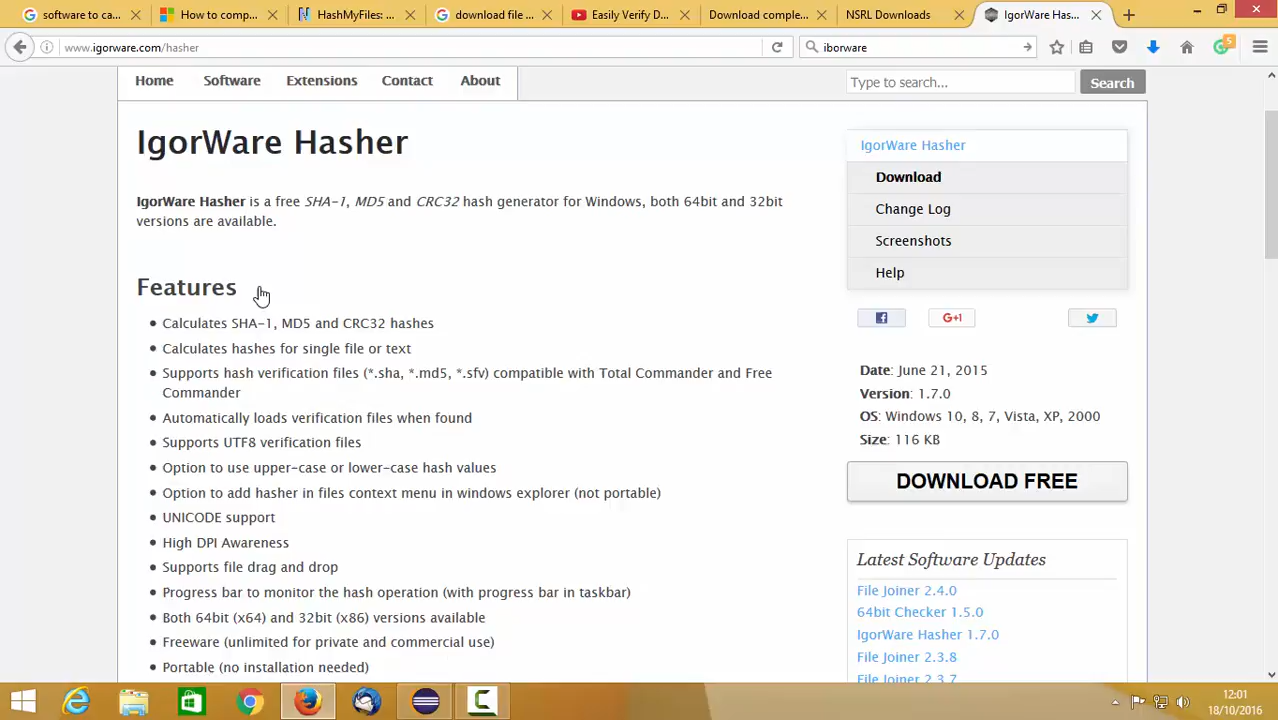 software to ca...
How to comp...
HashMyFiles: ...
download file ...
Easily Verify D...
Download comple...
NSRL Downloads
IgorWare Has...
www.igorware.com/hasher
iborware
5
Home
Software
Extensions
Contact
About
Type to search...
Search
IgorWare Hasher
IgorWare Hasher is a free SHA-1, MD5 and CRC32 hash generator for Windows, both 64bit and 32bit
versions are available.
Features
Calculates SHA-1, MD5 and CRC32 hashes
Calculates hashes for single file or text
Supports hash verification files (*.sha, *.md5, *.sfv) compatible with Total Commander and Free
Commander
Automatically loads verification files when found
Supports UTF8 verification files
Option to use upper-case or lower-case hash values
Option to add hasher in files context menu in windows explorer (not portable)
UNICODE support
High DPI Awareness
Supports file drag and drop
Progress bar to monitor the hash operation (with progress bar in taskbar)
Both 64bit (x64) and 32bit (x86) versions available
Freeware (unlimited for private and commercial use)
Portable (no installation needed)
IgorWare Hasher
Download
Change Log
Screenshots
Help
G+1
Date: June 21, 2015
Version: 1.7.0
OS: Windows 10, 8, 7, Vista, XP, 2000
Size: 116 KB
DOWNLOAD FREE
Latest Software Updates
File Joiner 2.4.0
64bit Checker 1.5.0
IgorWare Hasher 1.7.0
File Joiner 2.3.8
File Joiner 2.3.7
12:01
18/10/2016